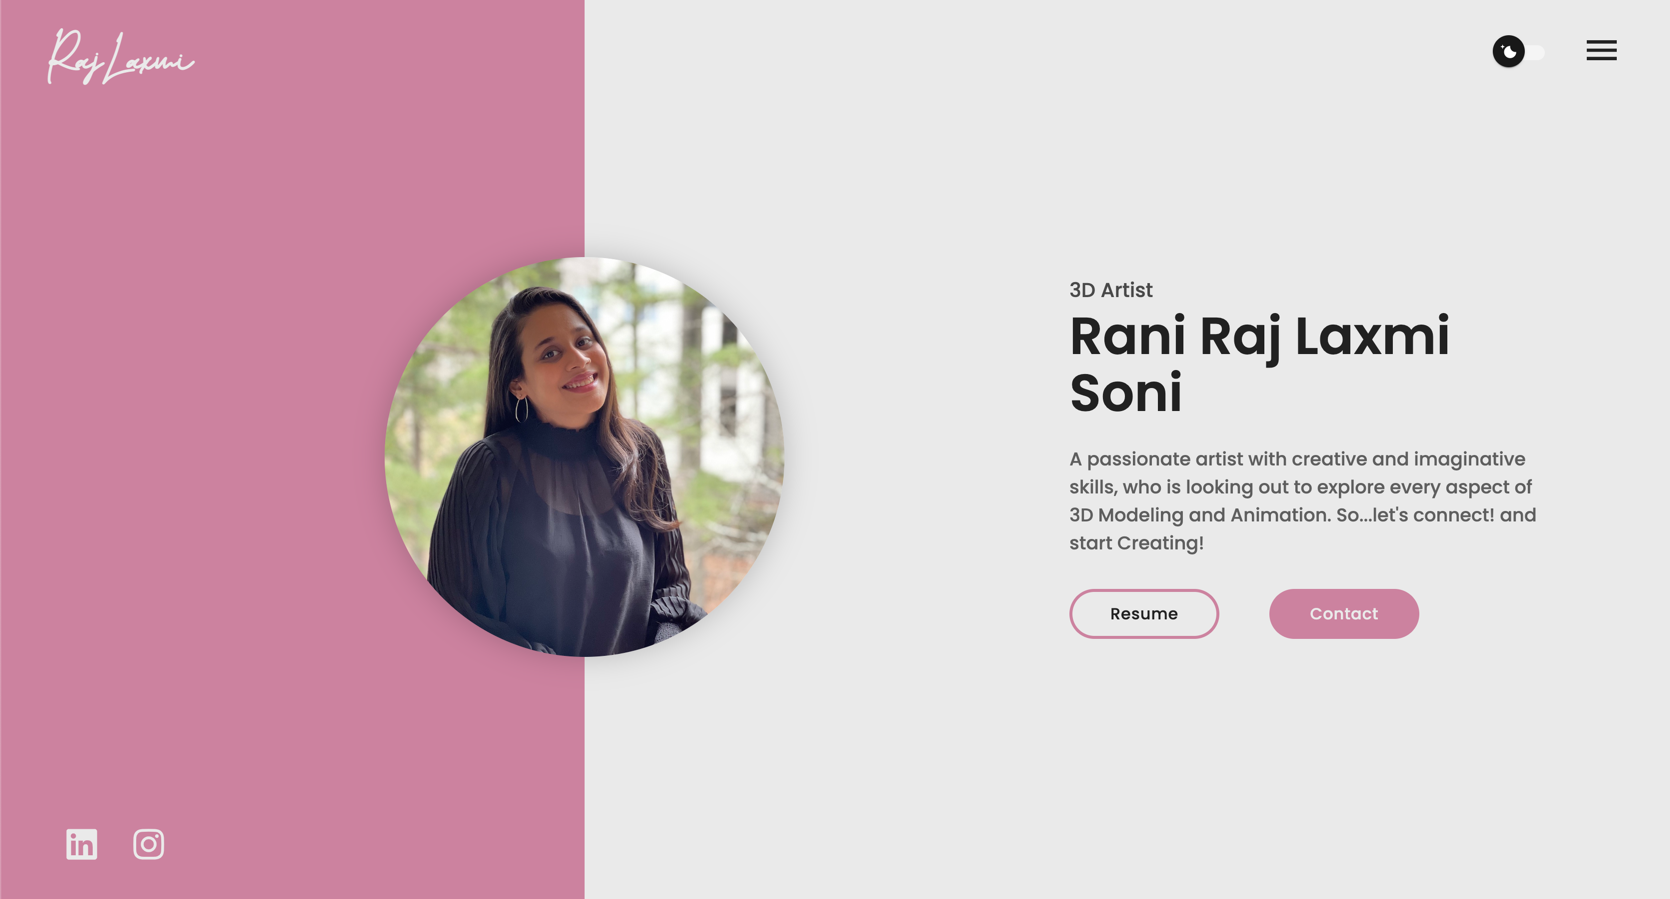 Raj Laxmi
3D Artist
Rani Raj Laxmi
Soni
A passionate artist with creative and imaginative
skills, who is looking out to explore every aspect of
3D Modeling and Animation. So...let's connect! and
start Creating!
Resume
Contact
in